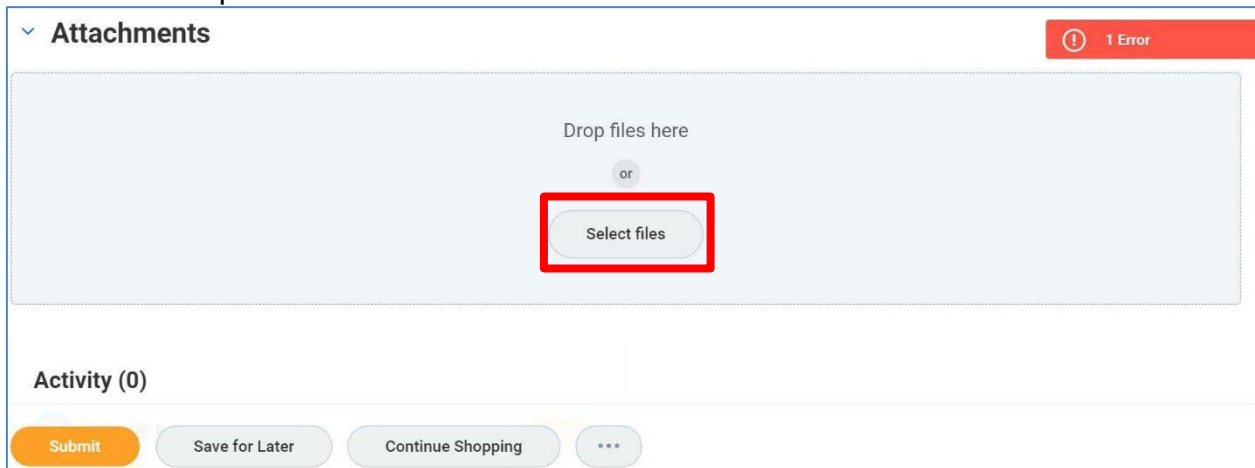 Attachments
1 Error
Drop files here
or
Select files
Activity (0)
Submit
Save for Later
Continue Shopping